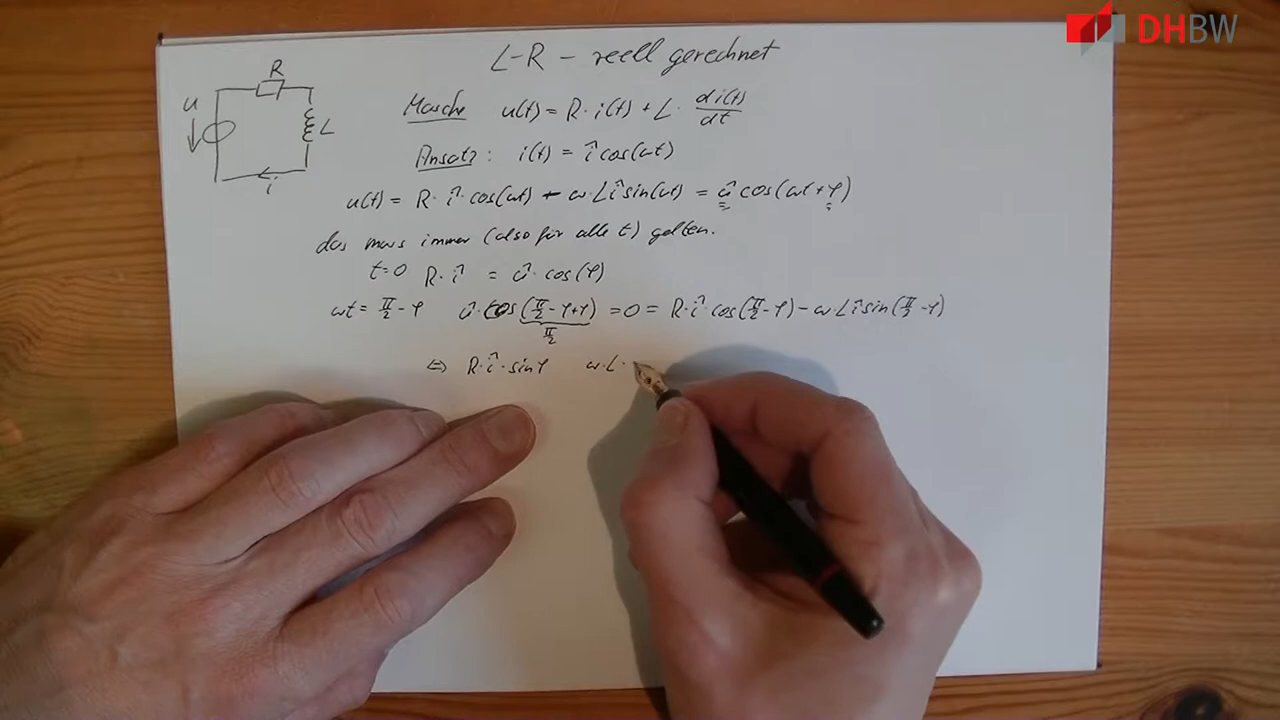 DHBW
L-R - reell gerechnet
R
u
L
i
Masche u(t) = R · i(t) + L · di(t)/dt
Ansatz: i(t) = î cos(ωt)
u(t) = R · î · cos(ωt) - ω · L î sin(ωt) = û cos(ωt + φ)
das muss immer (also für alle t) gelten.
t=0 R · î = û · cos(φ)
ωt = π/2 - φ û · cos(π/2 - φ + φ) = 0 = R · î · cos(π/2 - φ) - ω · L î sin(π/2 - φ)
π/2
⇔ R · î · sin φ ω · L ·